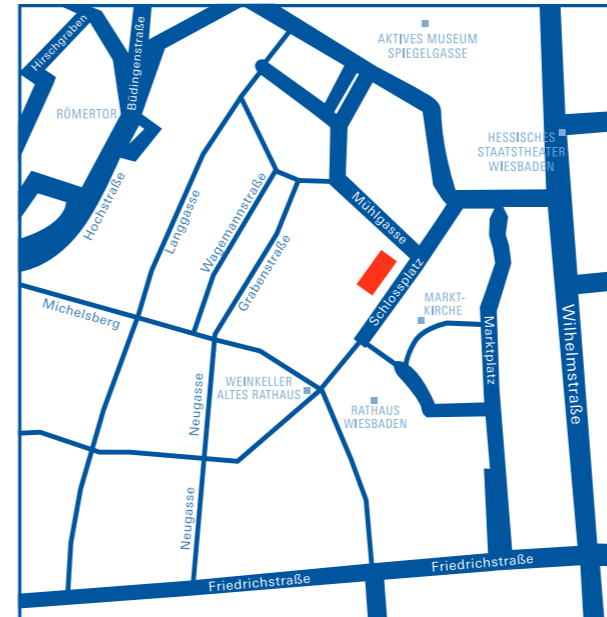 AKTIVES MUSEUM
SPIEGELGASSE
Hirschgraben
Büdingenstraße
RÖMERTOR
HESSISCHES
STAATSTHEATER
WIESBADEN
Hochstraße
Langgasse
Wagemannstraße
Grabenstraße
Mühlgasse
Schlossplatz
MARKT-
KIRCHE
Michelsberg
Marktplatz
Wilhelmstraße
WEINKELLER
ALTES RATHAUS
RATHAUS
WIESBADEN
Neugasse
Neugasse
Friedrichstraße
Friedrichstraße